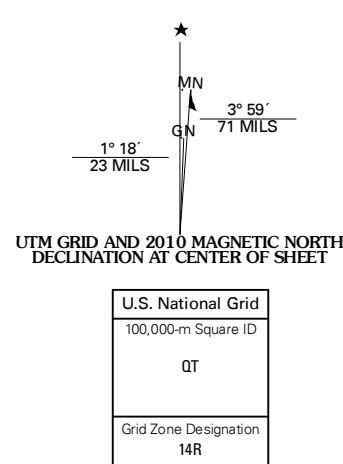 ★
MN
3° 59´
71 MILS
GN
1° 18´
23 MILS
UTM GRID AND 2010 MAGNETIC NORTH
DECLINATION AT CENTER OF SHEET
U.S. National Grid
100,000-m Square ID
QT
Grid Zone Designation
14R